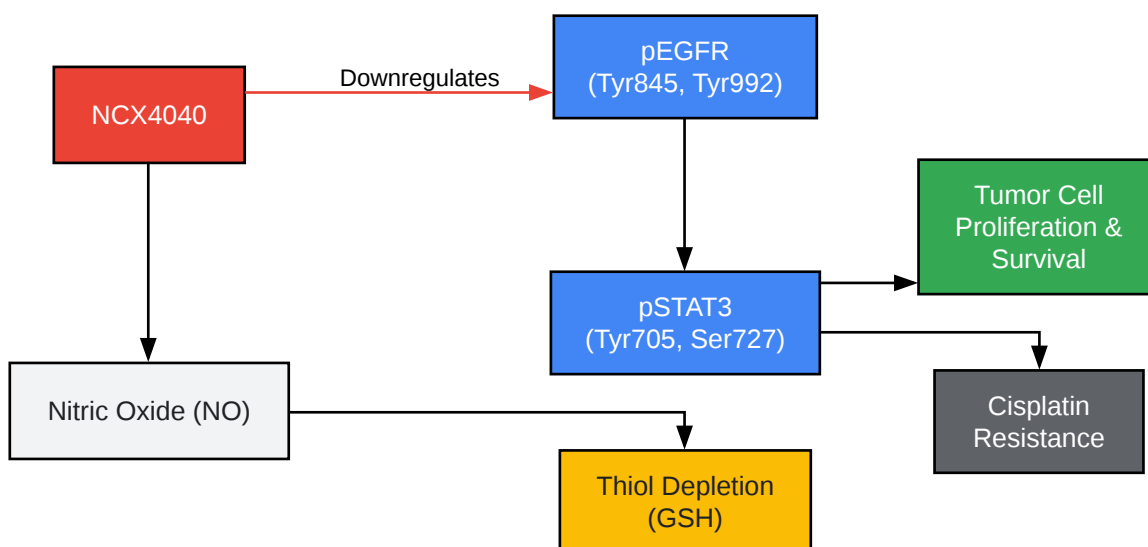 pEGFR
(Tyr845, Tyr992)
Downregulates
NCX4040
Tumor Cell
Proliferation &
Survival
pSTAT3
(Tyr705, Ser727)
Nitric Oxide (NO)
Cisplatin
Resistance
Thiol Depletion
(GSH)